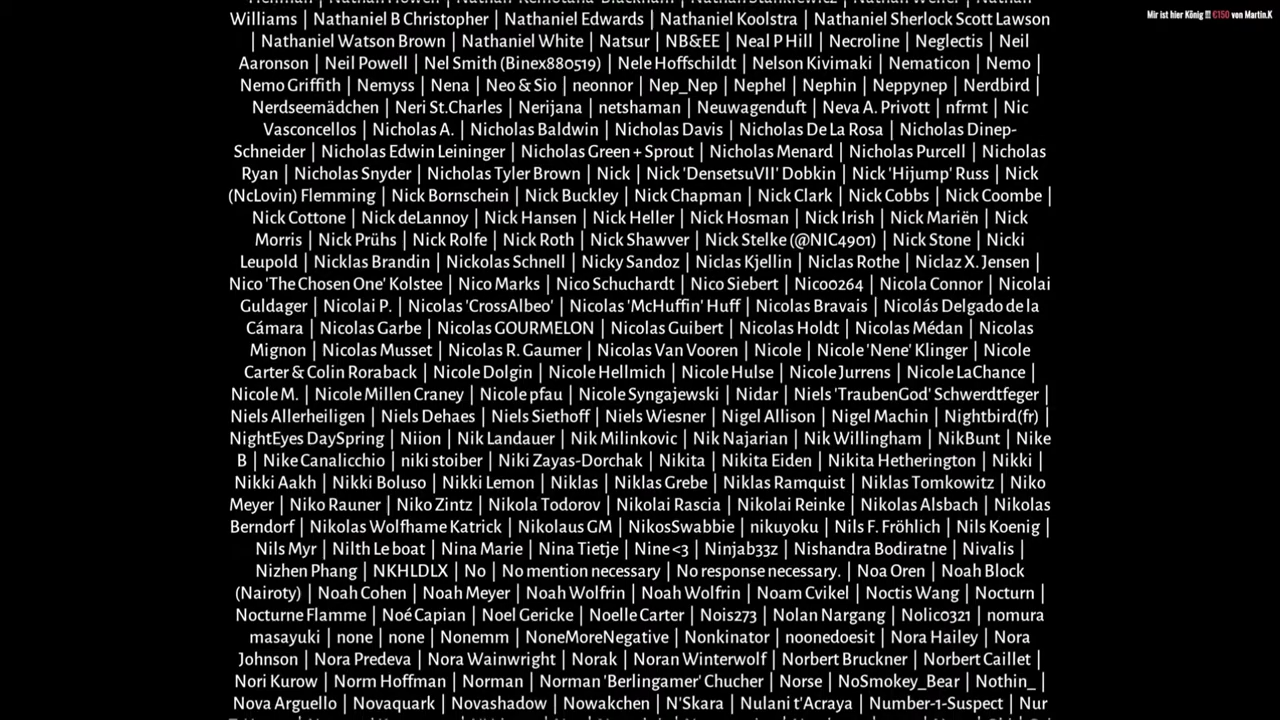 Williams | Nathaniel B Christopher | Nathaniel Edwards | Nathaniel Koolstra | Nathaniel Sherlock Scott Lawson
| Nathaniel Watson Brown | Nathaniel White | Natsur | NB&EE | Neal P Hill | Necroline | Neglectis | Neil
Aaronson | Neil Powell | Nel Smith (Binex880519) | Nele Hoffschildt | Nelson Kivimaki | Nematicon | Nemo |
Nemo Griffith | Nemyss | Nena | Neo & Sio | neonnor | Nep_Nep | Nephel | Nephin | Neppynep | Nerdbird |
Nerdseemädchen | Neri St.Charles | Nerijana | netshaman | Neuwagenduft | Neva A. Privott | nfrmt | Nic
Vasconcellos | Nicholas A. | Nicholas Baldwin | Nicholas Davis | Nicholas De La Rosa | Nicholas Dinep-
Schneider | Nicholas Edwin Leininger | Nicholas Green + Sprout | Nicholas Menard | Nicholas Purcell | Nicholas
Ryan | Nicholas Snyder | Nicholas Tyler Brown | Nick | Nick 'DensetsuVII' Dobkin | Nick 'Hijump' Russ | Nick
(NcLovin) Flemming | Nick Bornschein | Nick Buckley | Nick Chapman | Nick Clark | Nick Cobbs | Nick Coombe |
Nick Cottone | Nick deLannoy | Nick Hansen | Nick Heller | Nick Hosman | Nick Irish | Nick Mariën | Nick
Morris | Nick Prühs | Nick Rolfe | Nick Roth | Nick Shawver | Nick Stelke (@NIC4901) | Nick Stone | Nicki
Leupold | Nicklas Brandin | Nickolas Schnell | Nicky Sandoz | Niclas Kjellin | Niclas Rothe | Niclaz X. Jensen |
Nico 'The Chosen One' Kolstee | Nico Marks | Nico Schuchardt | Nico Siebert | Nico0264 | Nicola Connor | Nicolai
Guldager | Nicolai P. | Nicolas 'CrossAlbeo' | Nicolas 'McHuffin' Huff | Nicolas Bravais | Nicolás Delgado de la
Cámara | Nicolas Garbe | Nicolas GOURMELON | Nicolas Guibert | Nicolas Holdt | Nicolas Médan | Nicolas
Mignon | Nicolas Musset | Nicolas R. Gaumer | Nicolas Van Vooren | Nicole | Nicole 'Nene' Klinger | Nicole
Carter & Colin Roraback | Nicole Dolgin | Nicole Hellmich | Nicole Hulse | Nicole Jurrens | Nicole LaChance |
Nicole M. | Nicole Millen Craney | Nicole pfau | Nicole Syngajewski | Nidar | Niels 'TraubenGod' Schwerdtfeger |
Niels Allerheiligen | Niels Dehaes | Niels Siethoff | Niels Wiesner | Nigel Allison | Nigel Machin | Nightbird(fr) |
NightEyes DaySpring | Niion | Nik Landauer | Nik Milinkovic | Nik Najarian | Nik Willingham | NikBunt | Nike
B | Nike Canalicchio | niki stoiber | Niki Zayas-Dorchak | Nikita | Nikita Eiden | Nikita Hetherington | Nikki |
Nikki Aakh | Nikki Boluso | Nikki Lemon | Niklas | Niklas Grebe | Niklas Ramquist | Niklas Tomkowitz | Niko
Meyer | Niko Rauner | Niko Zintz | Nikola Todorov | Nikolai Rascia | Nikolai Reinke | Nikolas Alsbach | Nikolas
Berndorf | Nikolas Wolfhame Katrick | Nikolaus GM | NikosSwabbie | nikuyoku | Nils F. Fröhlich | Nils Koenig |
Nils Myr | Nilth Le boat | Nina Marie | Nina Tietje | Nine <3 | Ninjab33z | Nishandra Bodiratne | Nivalis |
Nizhen Phang | NKHLDLX | No | No mention necessary | No response necessary. | Noa Oren | Noah Block
(Nairoty) | Noah Cohen | Noah Meyer | Noah Wolfrin | Noah Wolfrin | Noam Cvikel | Noctis Wang | Nocturn |
Nocturne Flamme | Noé Capian | Noel Gericke | Noelle Carter | Nois273 | Nolan Nargang | Nolic0321 | nomura
masayuki | none | none | Nonemm | NoneMoreNegative | Nonkinator | noonedoesit | Nora Hailey | Nora
Johnson | Nora Predeva | Nora Wainwright | Norak | Noran Winterwolf | Norbert Bruckner | Norbert Caillet |
Nori Kurow | Norm Hoffman | Norman | Norman 'Berlingamer' Chucher | Norse | NoSmokey_Bear | Nothin_ |
Nova Arguello | Novaquark | Novashadow | Nowakchen | N'Skara | Nulani t'Acraya | Number-1-Suspect | Nur
Mir ist hier König !!! €150 von Martin.K